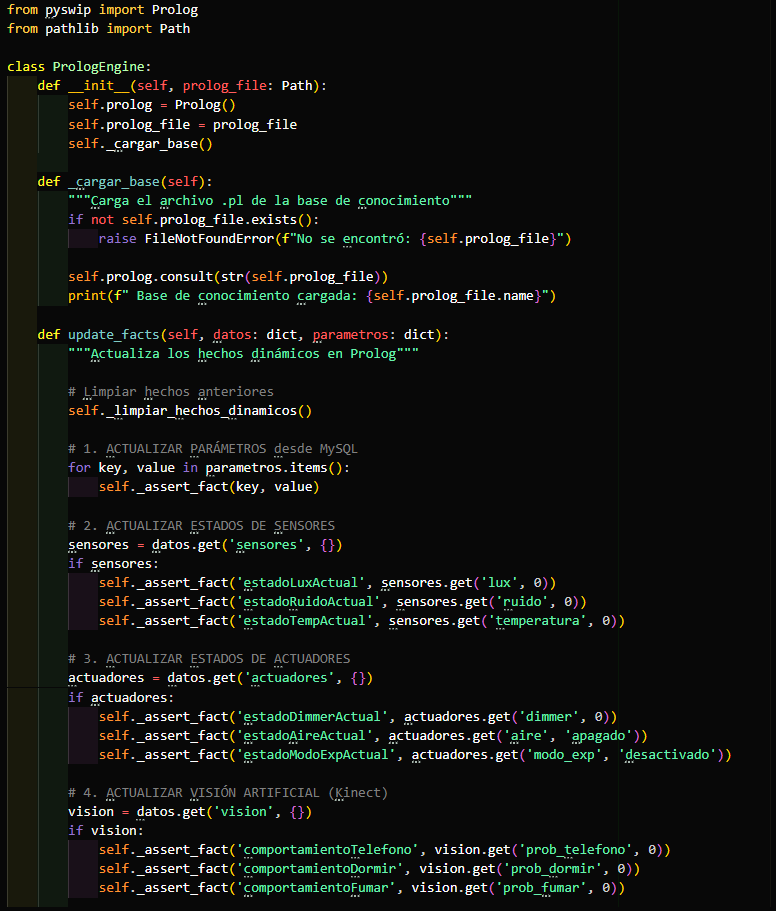 from pyswip import Prolog
from pathlib import Path
class PrologEngine:
def __init__(self, prolog_file: Path):
self.prolog = Prolog()
self.prolog_file = prolog_file
self._cargar_base()
def _cargar_base(self):
"""Carga el archivo .pl de la base de conocimiento"""
if not self.prolog_file.exists():
raise FileNotFoundError(f"No se encontró: {self.prolog_file}")
self.prolog.consult(str(self.prolog_file))
print(f" Base de conocimiento cargada: {self.prolog_file.name}")
def update_facts(self, datos: dict, parametros: dict):
"""Actualiza los hechos dinámicos en Prolog"""
# Limpiar hechos anteriores
self._limpiar_hechos_dinamicos()
# 1. ACTUALIZAR PARÁMETROS desde MySQL
for key, value in parametros.items():
self._assert_fact(key, value)
# 2. ACTUALIZAR ESTADOS DE SENSORES
sensores = datos.get('sensores', {})
if sensores:
self._assert_fact('estadoLuxActual', sensores.get('lux', 0))
self._assert_fact('estadoRuidoActual', sensores.get('ruido', 0))
self._assert_fact('estadoTempActual', sensores.get('temperatura', 0))
# 3. ACTUALIZAR ESTADOS DE ACTUADORES
actuadores = datos.get('actuadores', {})
if actuadores:
self._assert_fact('estadoDimmerActual', actuadores.get('dimmer', 0))
self._assert_fact('estadoAireActual', actuadores.get('aire', 'apagado'))
self._assert_fact('estadoModoExpActual', actuadores.get('modo_exp', 'desactivado'))
# 4. ACTUALIZAR VISIÓN ARTIFICIAL (Kinect)
vision = datos.get('vision', {})
if vision:
self._assert_fact('comportamientoTelefono', vision.get('prob_telefono', 0))
self._assert_fact('comportamientoDormir', vision.get('prob_dormir', 0))
self._assert_fact('comportamientoFumar', vision.get('prob_fumar', 0))